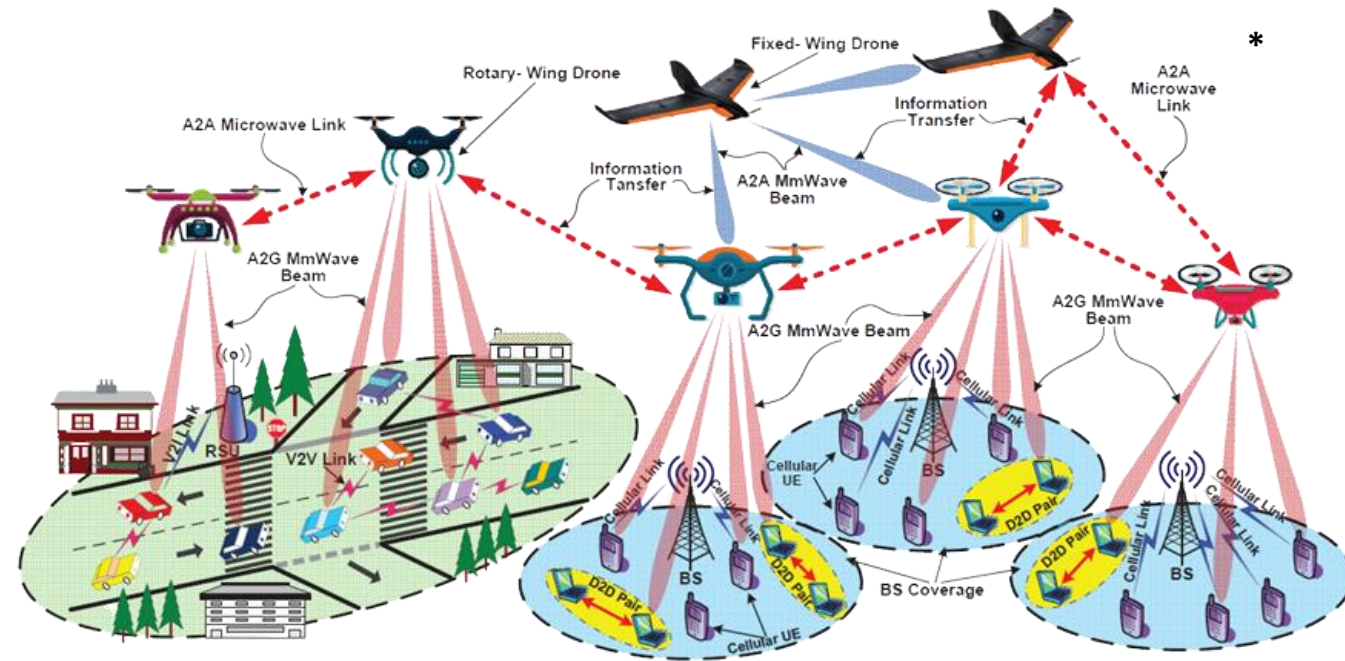 *
Fixed- Wing Drone
Rotary- Wing Drone
A2A
Microwave
Link
Information
Transfer
A2A Microwave Link
Information
Tansfer
A2A MmWave
Beam
A2G MmWave
Beam
A2G MmWave Beam
A2G MmWave
Beam
V2I Link
RSU
STOP
V2V Link
Cellular Link
Cellular Link
Cellular Link
BS
Cellular
UE
D2D Pair
Cellular Link
Cellular Link
BS
D2D Pair
D2D Pair
Cellular UE
BS Coverage
D2D Pair
Cellular Link
BS
Cellular Link
Cellular Link